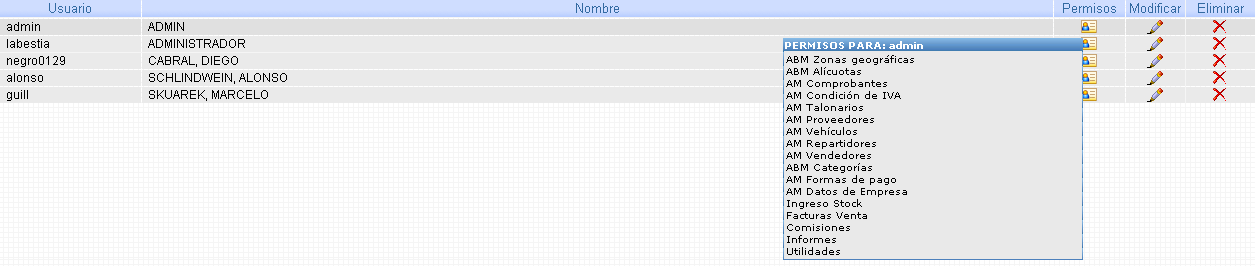 Usuario Nombre Permisos Modificar Eliminar
admin ADMIN
labestia ADMINISTRADOR
negro0129 CABRAL, DIEGO
alonso SCHLINDWEIN, ALONSO
guill SKUAREK, MARCELO
PERMISOS PARA: admin
ABM Zonas geográficas
ABM Alícuotas
AM Comprobantes
AM Condición de IVA
AM Talonarios
AM Proveedores
AM Vehículos
AM Repartidores
AM Vendedores
ABM Categorías
AM Formas de pago
AM Datos de Empresa
Ingreso Stock
Facturas Venta
Comisiones
Informes
Utilidades